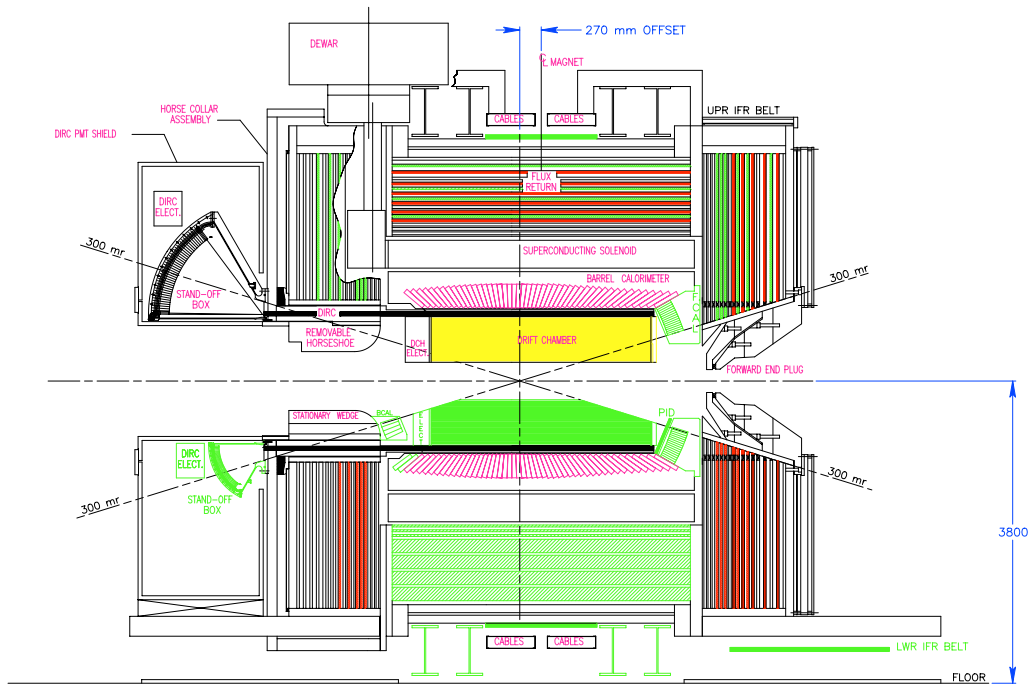 270 mm OFFSET
DEWAR
℄ MAGNET
HORSE COLLAR
ASSEMBLY
UPR IFR BELT
CABLES
CABLES
DIRC PMT SHIELD
FLUX
RETURN
DIRC
ELECT.
300 mr
SUPERCONDUCTING SOLENOID
300 mr
BARREL CALORIMETER
STAND-OFF
BOX
DIRC
REMOVABLE
HORSESHOE
DCH
ELECT.
DRIFT CHAMBER
FORWARD END PLUG
STATIONARY WEDGE
BCAL
PID
DIRC
ELECT.
300 mr
300 mr
STAND-OFF
BOX
3800
CABLES
CABLES
LWR IFR BELT
FLOOR